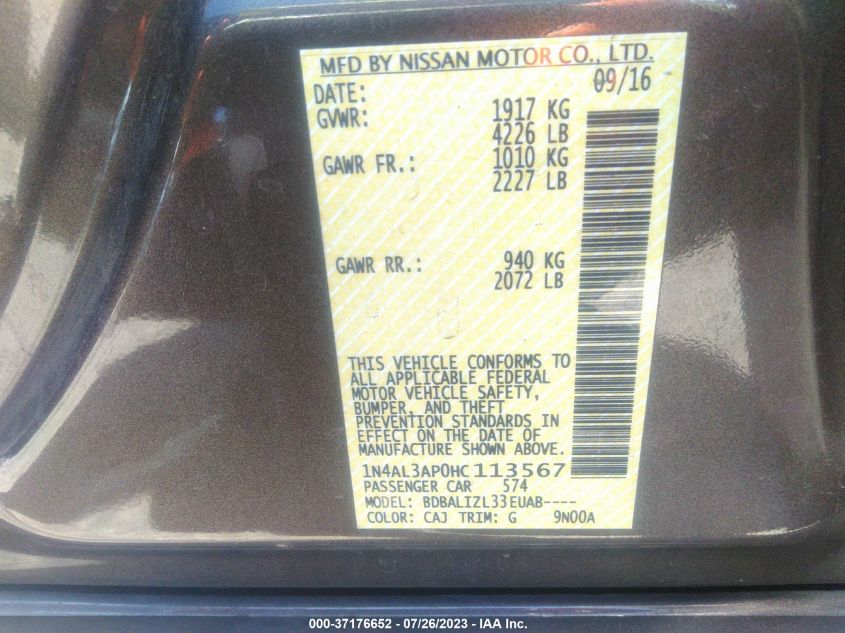 MFD BY NISSAN MOTOR CO., LTD.
DATE: 09/16
GVWR: 1917 KG
4226 LB
GAWR FR.: 1010 KG
2227 LB
GAWR RR.: 940 KG
2072 LB
THIS VEHICLE CONFORMS TO
ALL APPLICABLE FEDERAL
MOTOR VEHICLE SAFETY,
BUMPER, AND THEFT
PREVENTION STANDARDS IN
EFFECT ON THE DATE OF
MANUFACTURE SHOWN ABOVE.
1N4AL3AP0HC113567
PASSENGER CAR 574
MODEL: BDBALIZL33EUAB----
COLOR: CAJ TRIM: G 9N00A
000-37176652 / 07/26/2023 - IAA Inc.